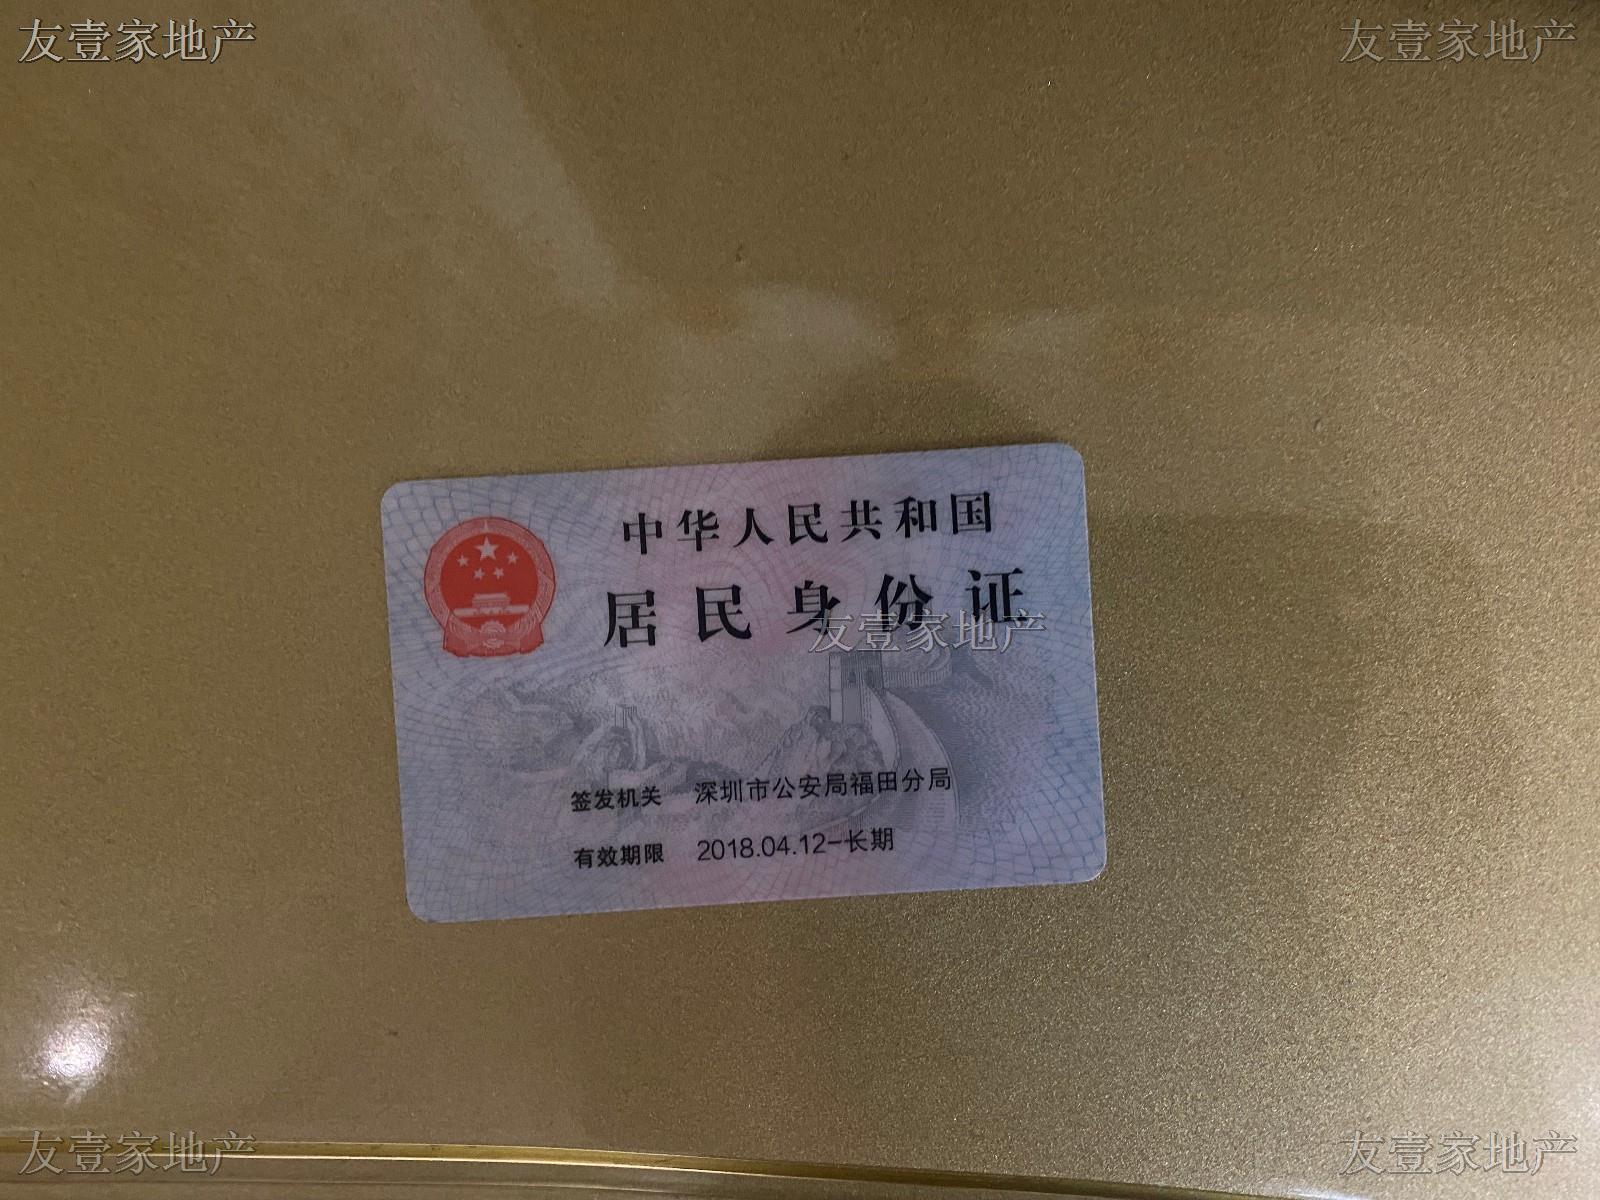 友壹家地产 友壹家地产
中华人民共和国
居民身份证
友壹家地产
签发机关 深圳市公安局福田分局
有效期限 2018.04.12-长期
友壹家地产 友壹家地产